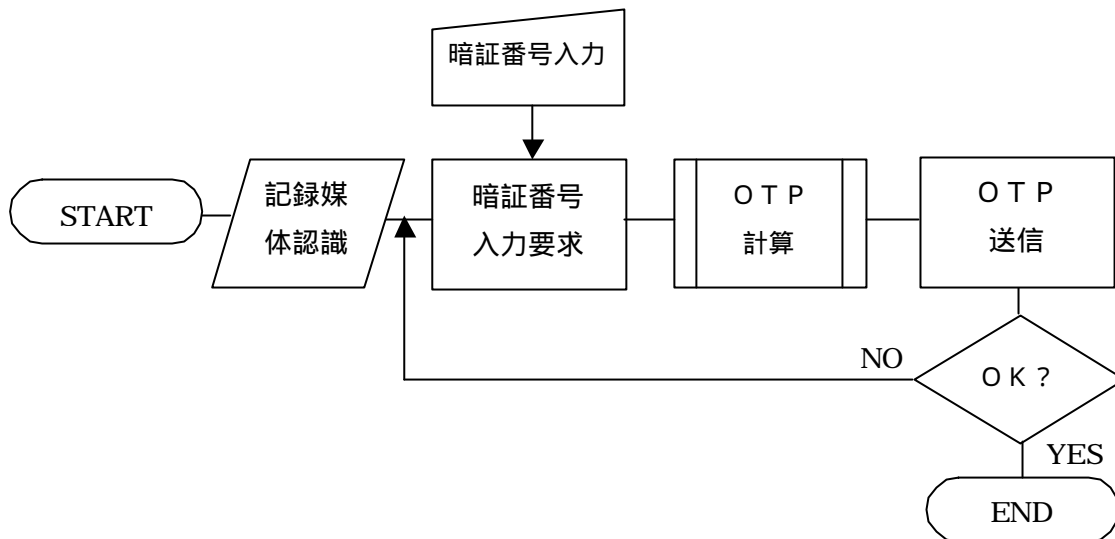 暗証番号入力
START
記録媒
体認識
暗証番号
入力要求
ＯＴＰ
計算
ＯＴＰ
送信
NO
ＯＫ？
YES
END